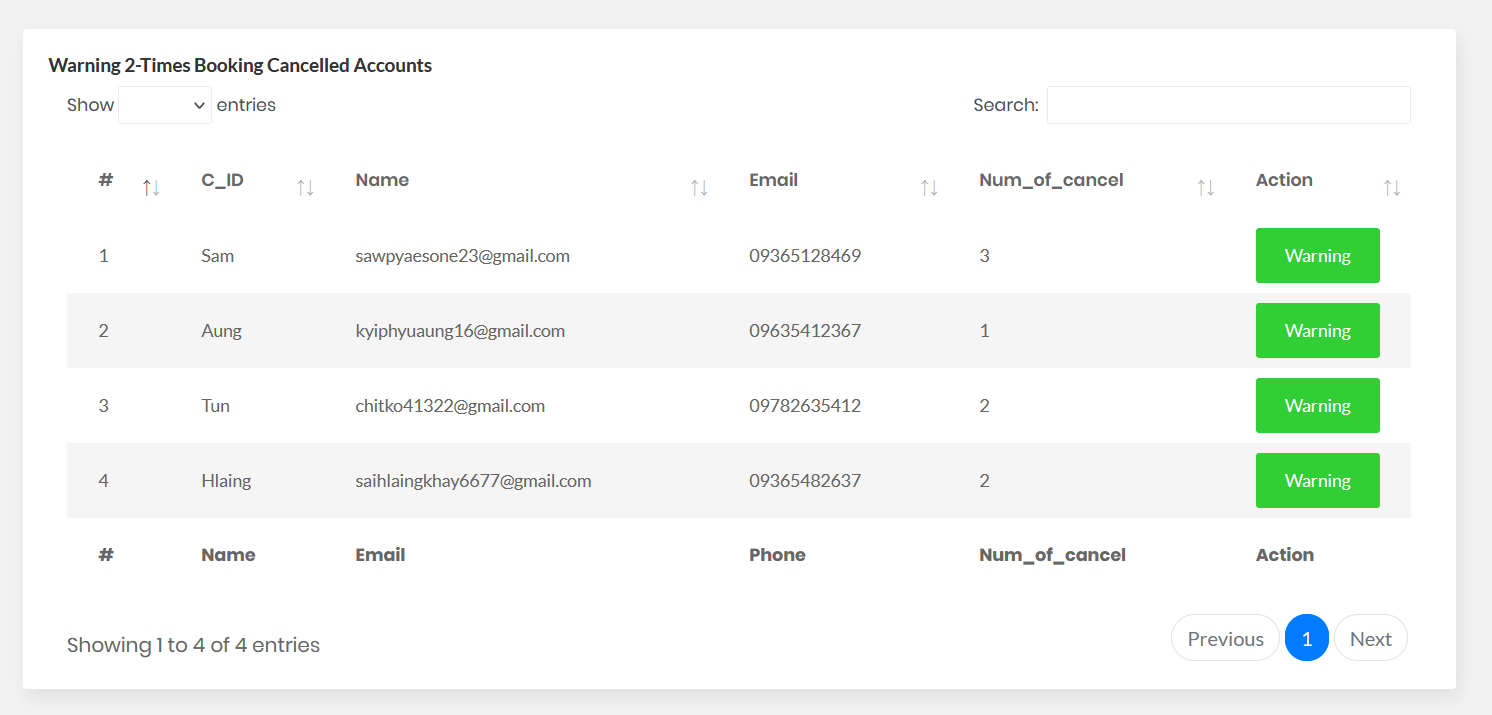 Warning 2-Times Booking Cancelled Accounts
Show entries Search:
# C_ID Name Email Num_of_cancel Action
1 Sam sawpyaesone23@gmail.com 09365128469 3 Warning
2 Aung kyiphyuaung16@gmail.com 09635412367 1 Warning
3 Tun chitko41322@gmail.com 09782635412 2 Warning
4 Hlaing saihlaingkhay6677@gmail.com 09365482637 2 Warning
# Name Email Phone Num_of_cancel Action
Showing 1 to 4 of 4 entries Previous 1 Next